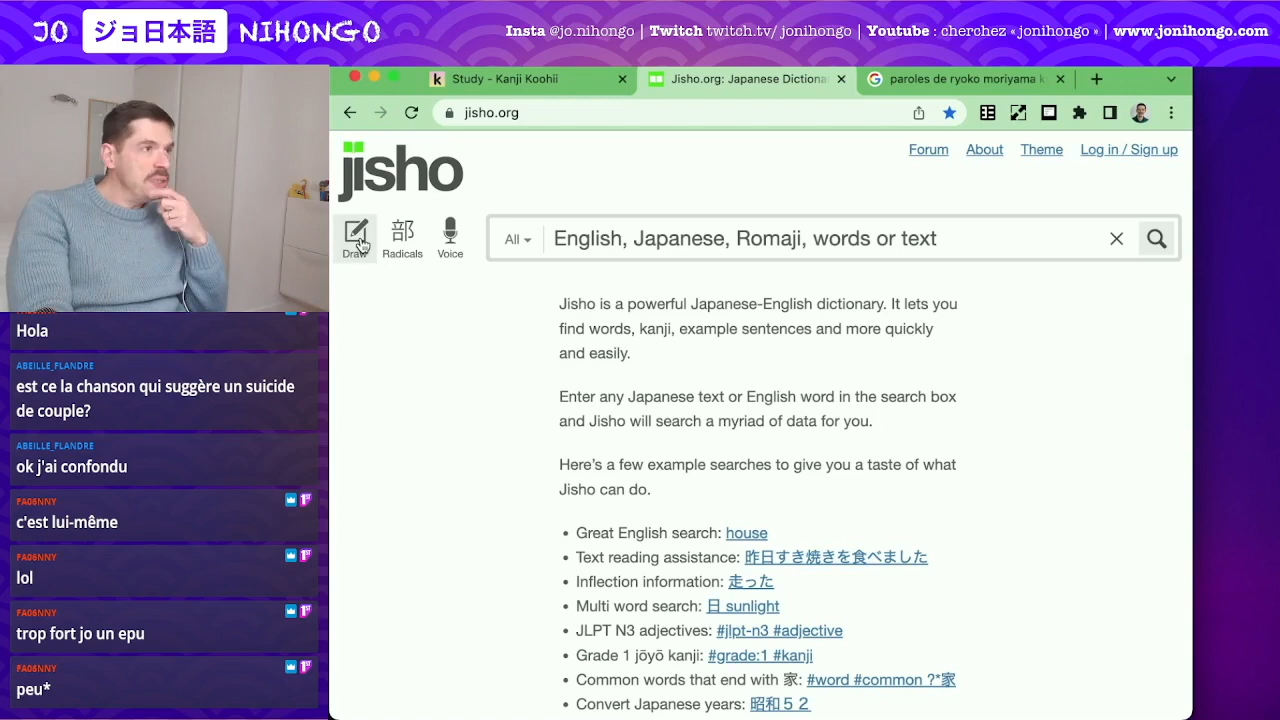 JO ジョ日本語 NIHONGO
Insta @jo.nihongo | Twitch twitch.tv/ jonihongo | Youtube : cherchez « jonihongo » | www.jonihongo.com
Study - Kanji Koohii
Jisho.org: Japanese Dictiona
paroles de ryoko moriyama k
jisho.org
jisho
Forum About Theme Log in / Sign up
Draw Radicals Voice
部
All
English, Japanese, Romaji, words or text
Jisho is a powerful Japanese-English dictionary. It lets you
find words, kanji, example sentences and more quickly
and easily.
Enter any Japanese text or English word in the search box
and Jisho will search a myriad of data for you.
Here's a few example searches to give you a taste of what
Jisho can do.
• Great English search: house
• Text reading assistance: 昨日すき焼きを食べました
• Inflection information: 走った
• Multi word search: 日 sunlight
• JLPT N3 adjectives: #jlpt-n3 #adjective
• Grade 1 jōyō kanji: #grade:1 #kanji
• Common words that end with 家: #word #common ?*家
• Convert Japanese years: 昭和５２
Hola
ABEILLE_FLANDRE
est ce la chanson qui suggère un suicide
de couple?
ABEILLE_FLANDRE
ok j'ai confondu
FA06NNY
c'est lui-même
FA06NNY
lol
FA06NNY
trop fort jo un epu
FA06NNY
peu*